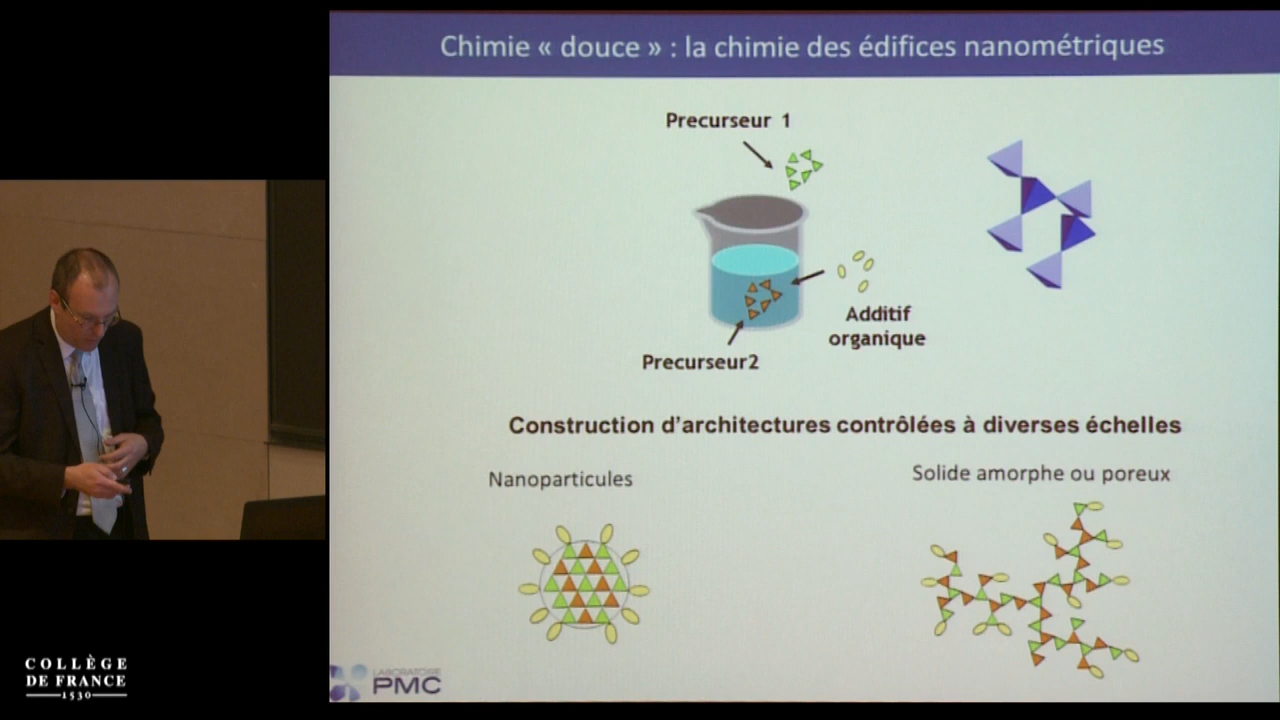 Chimie « douce » : la chimie des édifices nanométriques
Precurseur 1
Additif
organique
Precurseur2
Construction d'architectures contrôlées à diverses échelles
Nanoparticules
Solide amorphe ou poreux
LABORATOIRE
PMC
COLLÈGE
DE FRANCE
1530